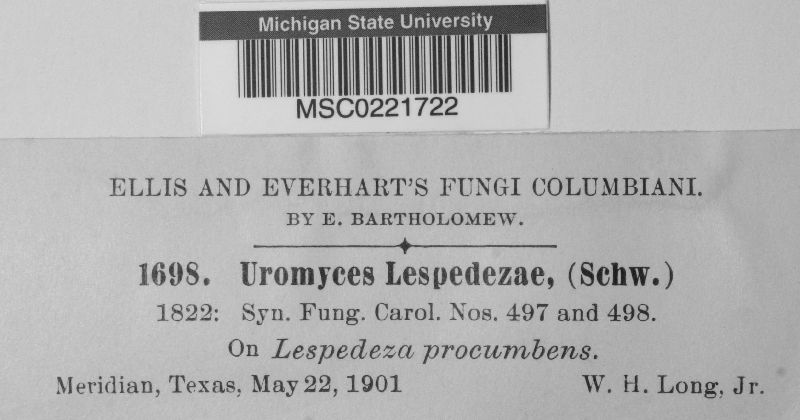 Michigan State University
MSC0221722
ELLIS AND EVERHART'S FUNGI COLUMBIANI.
BY E. BARTHOLOMEW.
1698. Uromyces Lespedezae, (Schw.)
1822: Syn. Fung. Carol. Nos. 497 and 498.
On Lespedeza procumbens.
Meridian, Texas, May 22, 1901 W. H. Long, Jr.